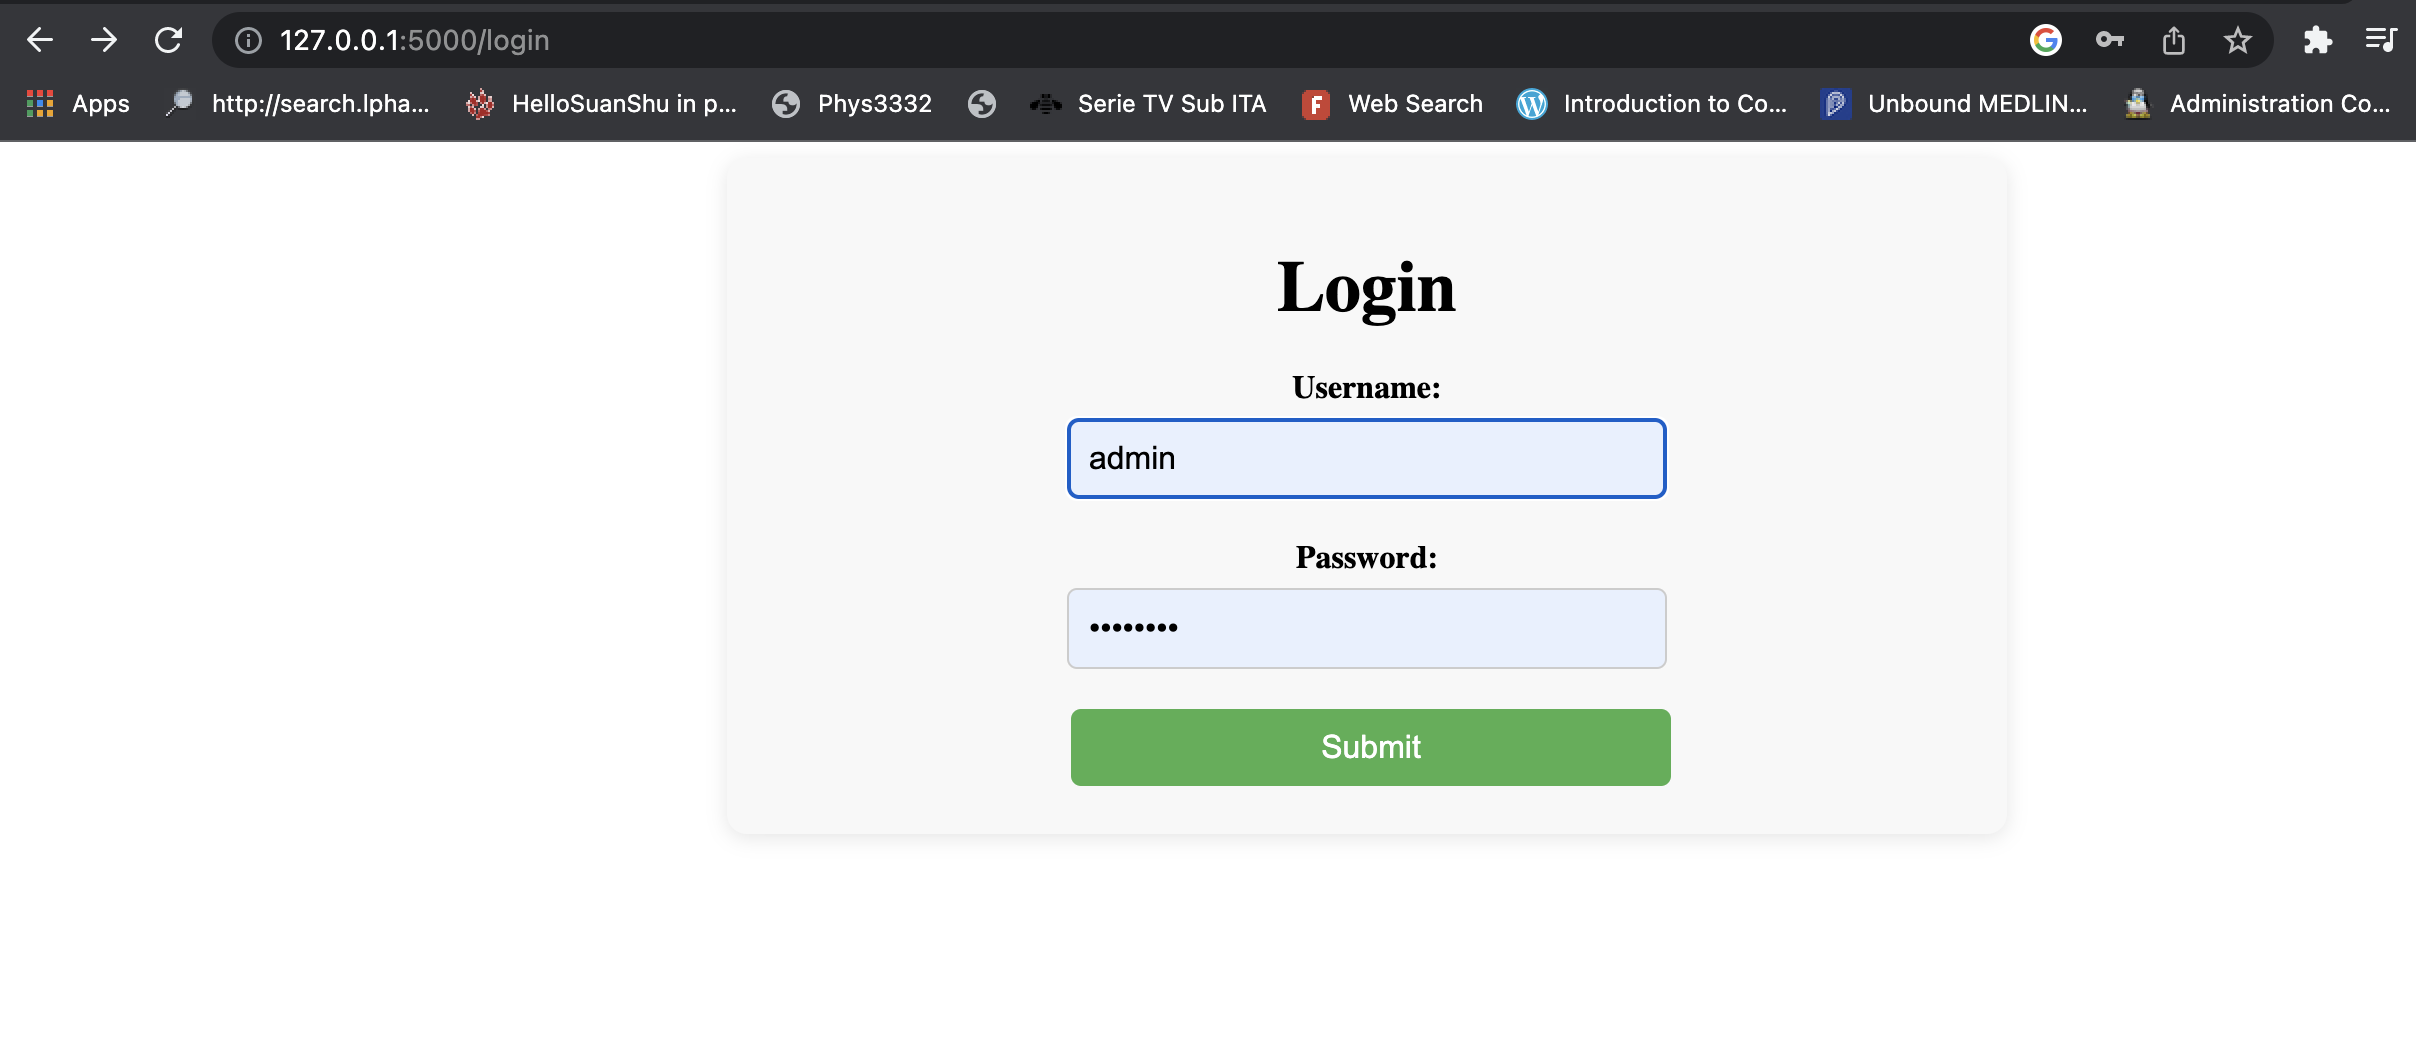 127.0.0.1:5000/login
Apps http://search.lpha... HelloSuanShu in p... Phys3332 Serie TV Sub ITA F Web Search Introduction to Co... Unbound MEDLIN... Administration Co...
Login
Username:
admin
Password:
••••••••
Submit